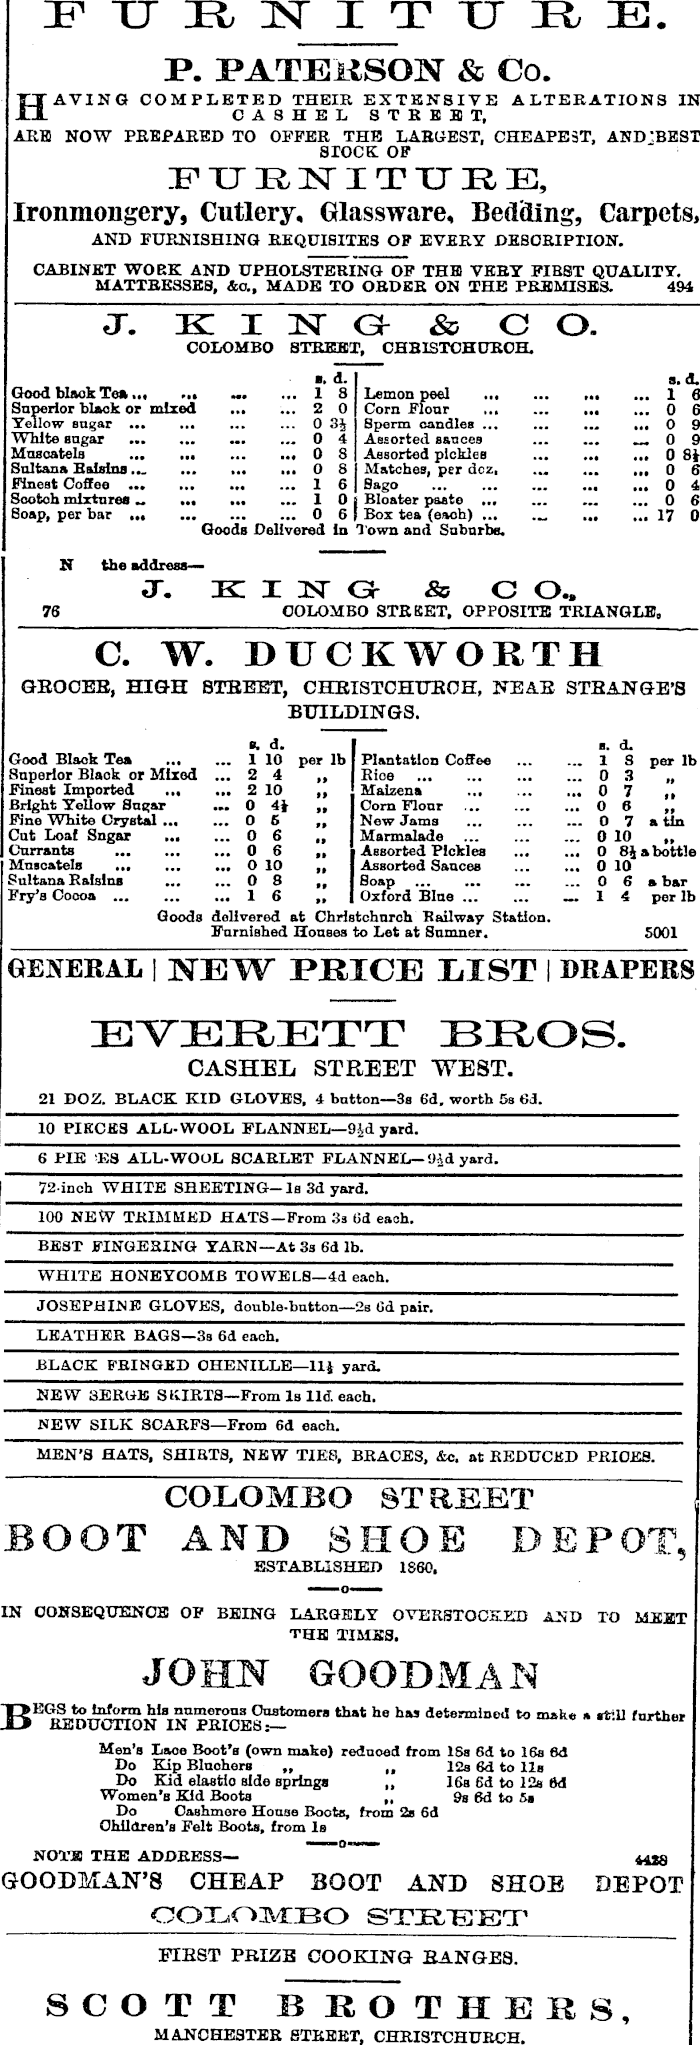 FURNITURE.
P. PATERSON & Co.
HAVING COMPLETED THEIR EXTENSIVE ALTERATIONS IN
CASHEL STREET,
ARE NOW PREPARED TO OFFER THE LARGEST, CHEAPEST, AND BEST
STOCK OF
FURNITURE,
Ironmongery, Cutlery, Glassware, Bedding, Carpets,
AND FURNISHING REQUISITES OF EVERY DESCRIPTION.
CABINET WORK AND UPHOLSTERING OF THE VERY FIRST QUALITY.
MATTRESSES, &c., MADE TO ORDER ON THE PREMISES. 494
J. KING & CO.
COLOMBO STREET, CHRISTCHURCH.
s. d.
Good black Tea ... ... ... ... 1 8
Superior black or mixed ... ... 2 0
Yellow sugar ... ... ... ... 0 3½
White sugar ... ... ... ... 0 4
Muscatels ... ... ... ... 0 8
Sultana Raisins ... ... ... ... 0 8
Finest Coffee ... ... ... ... 1 6
Scotch mixtures ... ... ... ... 1 0
Soap, per bar ... ... ... ... 0 6
s. d.
Lemon peel ... ... ... ... 1 6
Corn Flour ... ... ... ... 0 6
Sperm candles ... ... ... ... 0 9
Assorted sauces ... ... ... 0 9
Assorted pickles ... ... ... 0 8½
Matches, per doz. ... ... ... 0 6
Sago ... ... ... ... ... 0 4
Bloater paste ... ... ... ... 0 6
Box tea (each) ... ... ... ... 17 0
Goods Delivered in Town and Suburbs.
N the address—
J. KING & CO.,
76 COLOMBO STREET, OPPOSITE TRIANGLE.
C. W. DUCKWORTH
GROCER, HIGH STREET, CHRISTCHURCH, NEAR STRANGE'S
BUILDINGS.
s. d.
Good Black Tea ... ... 1 10 per lb
Superior Black or Mixed ... 2 4 „
Finest Imported ... ... 2 10 „
Bright Yellow Sugar ... 0 4½ „
Fine White Crystal ... ... 0 5 „
Cut Loaf Sugar ... ... 0 6 „
Currants ... ... ... 0 6 „
Muscatels ... ... ... 0 10 „
Sultana Raisins ... ... 0 8 „
Fry's Cocoa ... ... ... 1 6 „
s. d.
Plantation Coffee ... ... 1 8 per lb
Rice ... ... ... ... 0 3 „
Maizena ... ... ... 0 7 „
Corn Flour ... ... ... 0 6 „
New Jams ... ... ... 0 7 a tin
Marmalade ... ... ... 0 10 „
Assorted Pickles ... ... 0 8½ a bottle
Assorted Sauces ... ... 0 10
Soap ... ... ... ... 0 6 a bar
Oxford Blue ... ... ... 1 4 per lb
Goods delivered at Christchurch Railway Station.
Furnished Houses to Let at Sumner. 5001
GENERAL | NEW PRICE LIST | DRAPERS
EVERETT BROS.
CASHEL STREET WEST.
21 DOZ. BLACK KID GLOVES, 4 button—3s 6d, worth 5s 6d.
10 PIECES ALL-WOOL FLANNEL—9½d yard.
6 PIE ES ALL-WOOL SCARLET FLANNEL—9½d yard.
72-inch WHITE SHEETING—1s 3d yard.
100 NEW TRIMMED HATS—From 3s 6d each.
BEST FINGERING YARN—At 3s 6d lb.
WHITE HONEYCOMB TOWELS—4d each.
JOSEPHINE GLOVES, double-button—2s 6d pair.
LEATHER BAGS—3s 6d each.
BLACK FRINGED CHENILLE—11½ yard.
NEW SERGE SKIRTS—From 1s 11d. each.
NEW SILK SCARFS—From 6d each.
MEN'S HATS, SHIRTS, NEW TIES, BRACES, &c. at REDUCED PRICES.
COLOMBO STREET
BOOT AND SHOE DEPOT,
ESTABLISHED 1860.
—o—
IN CONSEQUENCE OF BEING LARGELY OVERSTOCKED AND TO MEET
THE TIMES.
JOHN GOODMAN
BEGS to inform his numerous Customers that he has determined to make a still further
REDUCTION IN PRICES:—
Men's Lace Boot's (own make) reduced from 18s 6d to 16s 6d
Do Kip Bluchers „ „ 12s 6d to 11s
Do Kid elastic side springs „ 16s 6d to 12s 6d
Women's Kid Boots „ 9s 6d to 5s
Do Cashmere House Boots, from 2s 6d
Children's Felt Boots, from 1s
—o—
NOTE THE ADDRESS— 4428
GOODMAN'S CHEAP BOOT AND SHOE DEPOT
COLOMBO STREET
FIRST PRIZE COOKING RANGES.
SCOTT BROTHERS,
MANCHESTER STREET, CHRISTCHURCH.